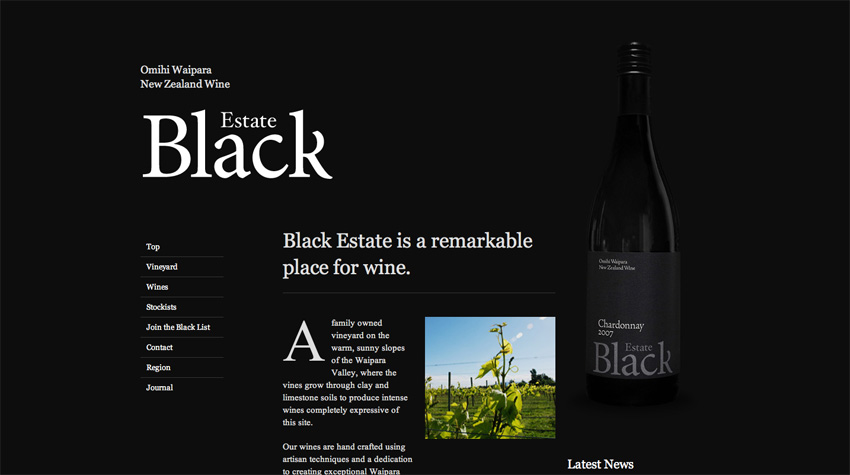 Omihi Waipara
New Zealand Wine
Estate
Black
Top
Vineyard
Wines
Stockists
Join the Black List
Contact
Region
Journal
Black Estate is a remarkable
place for wine.
A family owned
vineyard on the
warm, sunny slopes
of the Waipara
Valley, where the
vines grow through clay and
limestone soils to produce intense
wines completely expressive of
this site.
Our wines are hand crafted using
artisan techniques and a dedication
to creating exceptional Waipara
Omihi Waipara
New Zealand Wine
Chardonnay
2007
Estate
Black
Latest News